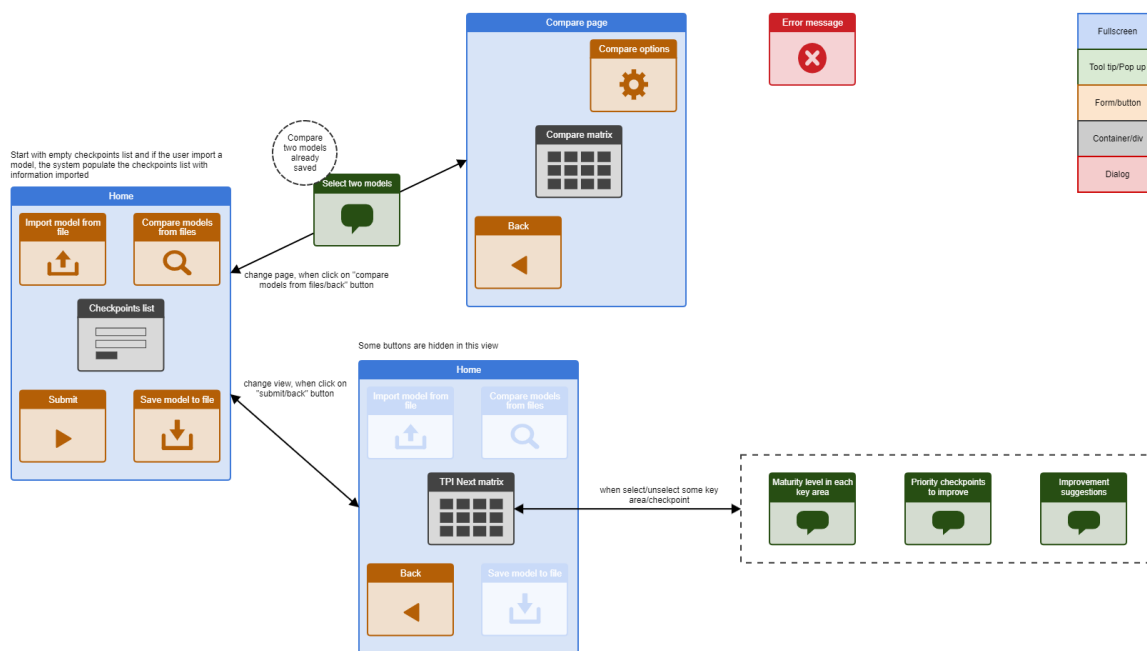 Compare page
Compare options
Compare matrix
Back
Error message
Fullscreen
Tool tip/Pop up
Form/button
Container/div
Dialog
Compare
two models
already
saved
Select two models
Start with empty checkpoints list and if the user import a
model, the system populate the checkpoints list with
information imported
Home
Import model from
file
Compare models
from files
Checkpoints list
Submit
Save model to file
change page, when click on "compare
models from files/back" button
change view, when click on
"submit/back" button
Some buttons are hidden in this view
Home
Import model from
file
Compare models
from files
TPI Next matrix
Back
Save model to file
when select/unselect some key
area/checkpoint
Maturity level in each
key area
Priority checkpoints
to improve
Improvement
suggestions